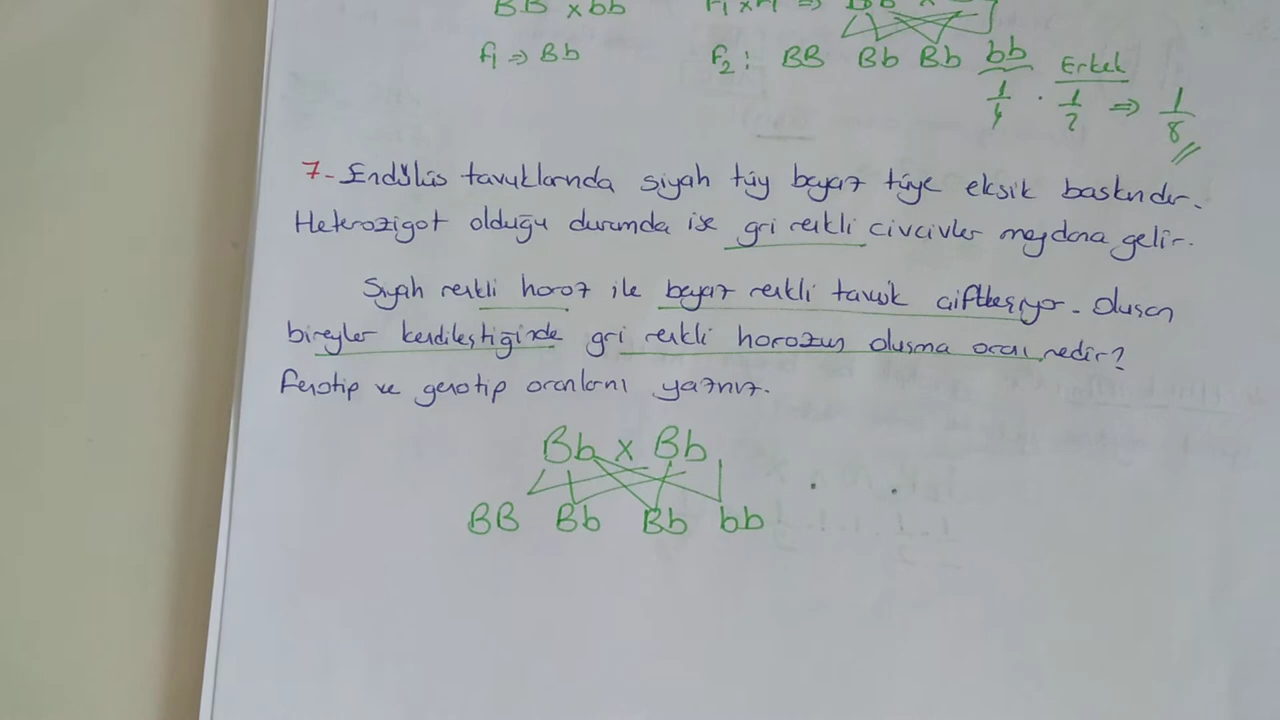 BB x bb F₁ x F₁ ⇒ Bb x
F₁ ⇒ Bb F₂ : BB Bb Bb bb Erkek
1/4 . 1/2 ⇒ 1/8
7- Endülüs tavuklarında siyah tüy beyaz tüye eksik baskındır.
Heterozigot olduğu durumda ise gri renkli civcivler meydana gelir.
Siyah renkli horoz ile beyaz renkli tavuk çiftleşiyor. Oluşan
bireyler kendileştiğinde gri renkli horozun oluşma oranı nedir?
Fenotip ve genotip oranlarını yazınız.
Bb x Bb
BB Bb Bb bb